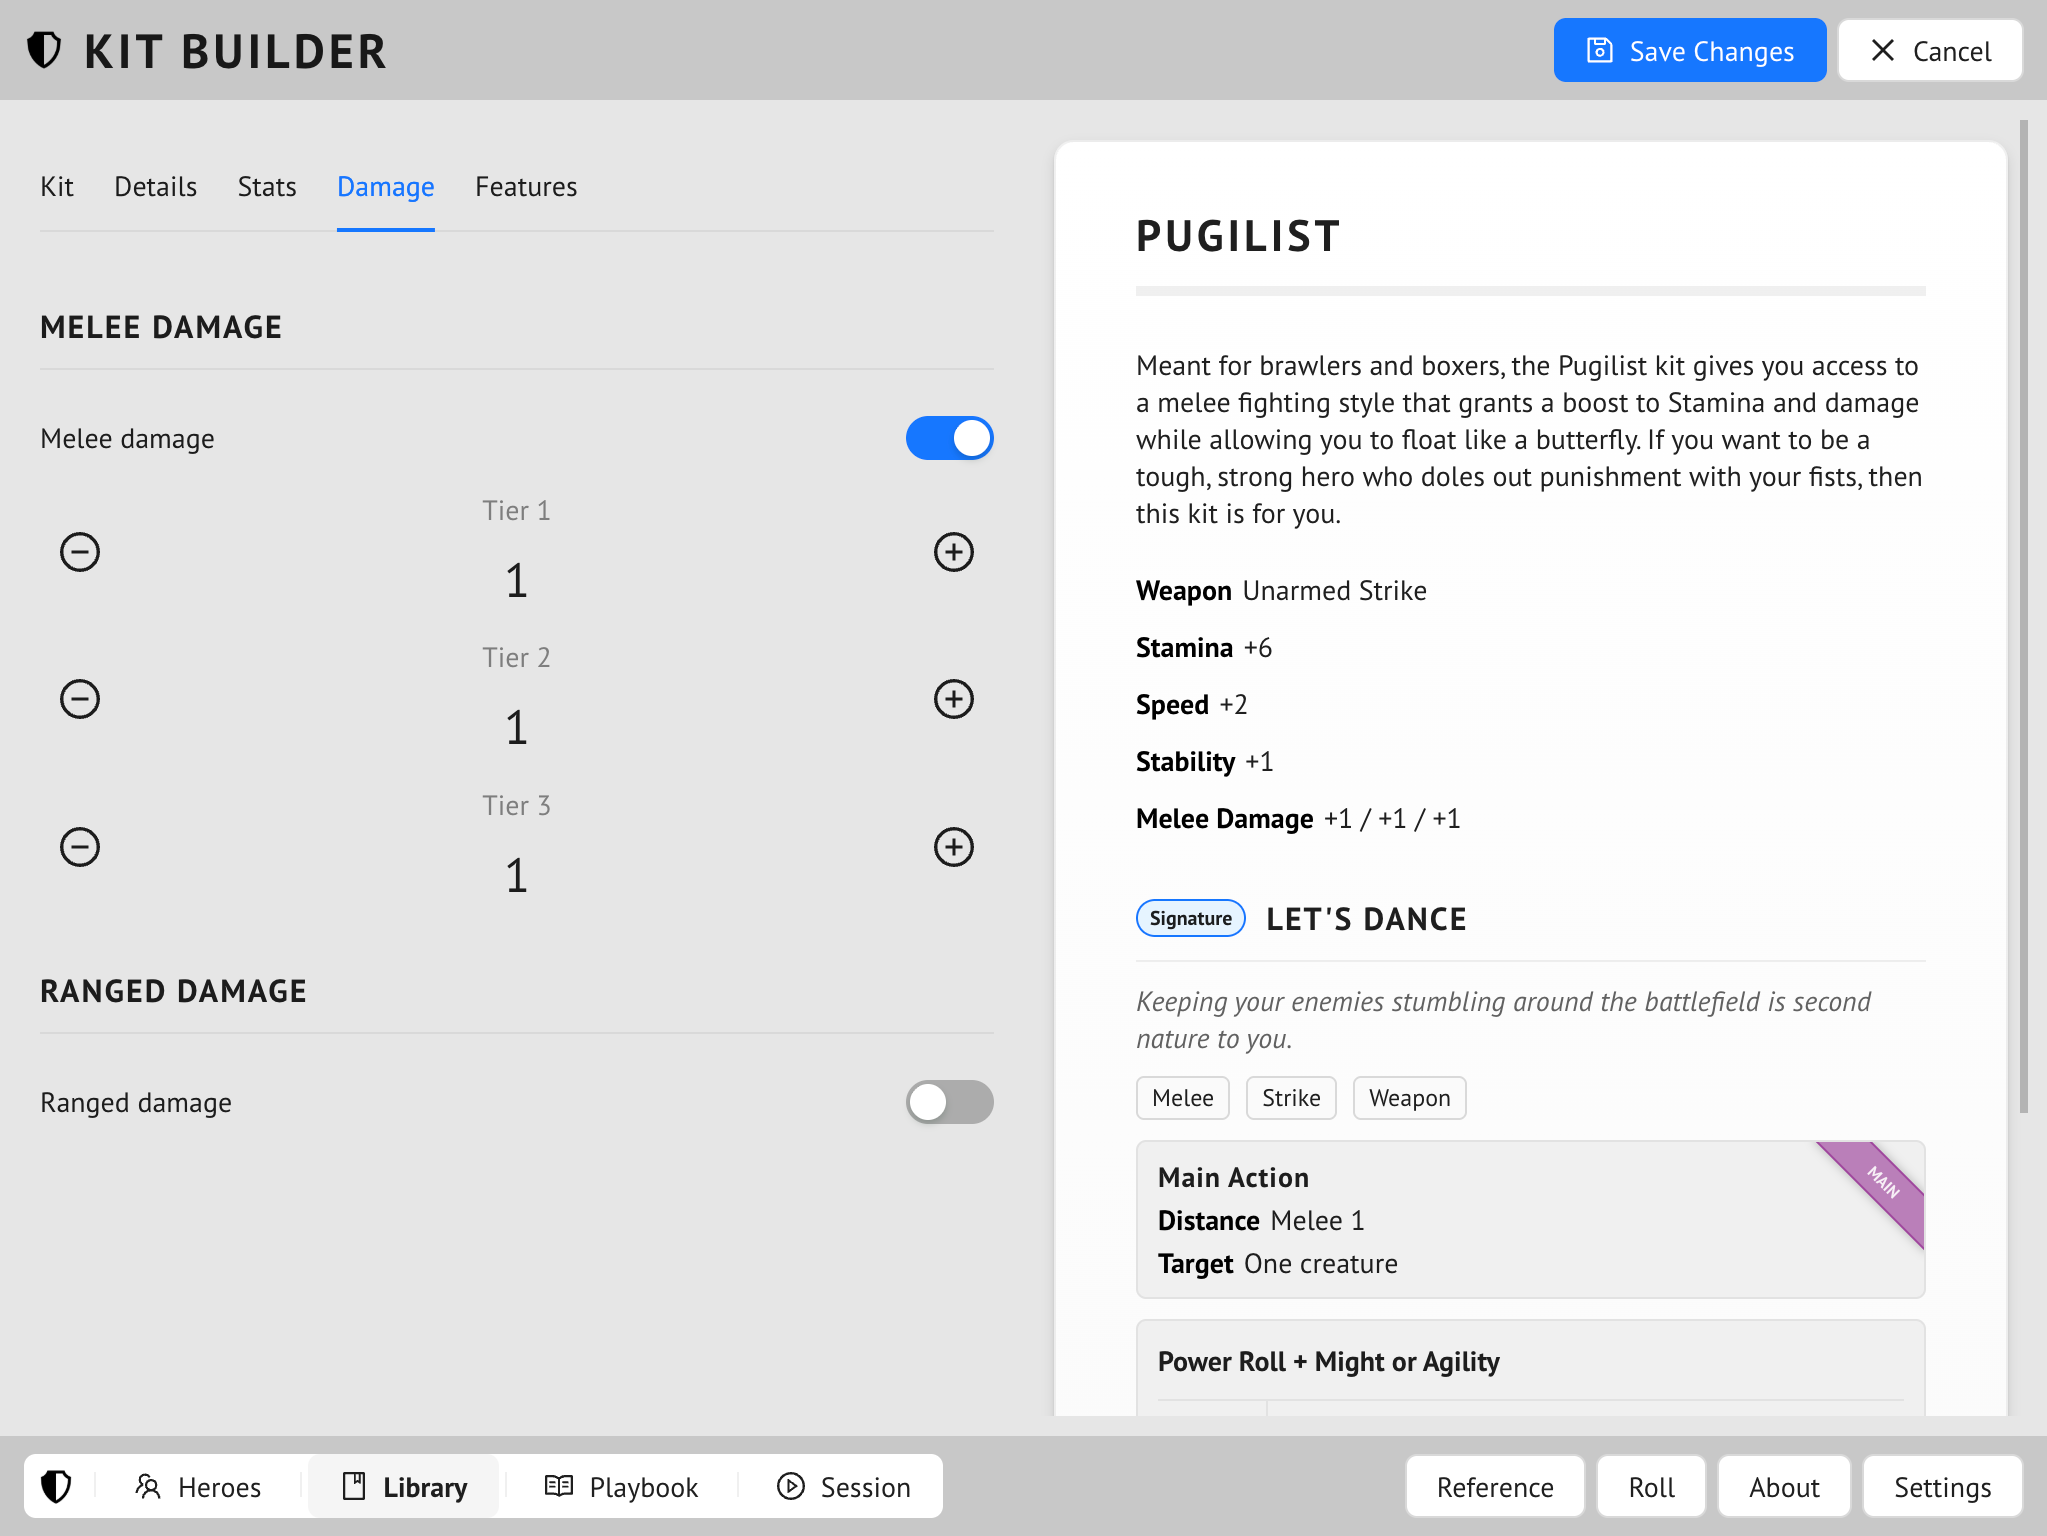 KIT BUILDER
Save Changes
Cancel
Kit Details Stats Damage Features
MELEE DAMAGE
Melee damage
Tier 1
1
Tier 2
1
Tier 3
1
RANGED DAMAGE
Ranged damage
PUGILIST
Meant for brawlers and boxers, the Pugilist kit gives you access to
a melee fighting style that grants a boost to Stamina and damage
while allowing you to float like a butterfly. If you want to be a
tough, strong hero who doles out punishment with your fists, then
this kit is for you.
Weapon Unarmed Strike
Stamina +6
Speed +2
Stability +1
Melee Damage +1 / +1 / +1
Signature LET'S DANCE
Keeping your enemies stumbling around the battlefield is second
nature to you.
Melee Strike Weapon
MAIN
Main Action
Distance Melee 1
Target One creature
Power Roll + Might or Agility
Heroes Library Playbook Session
Reference Roll About Settings